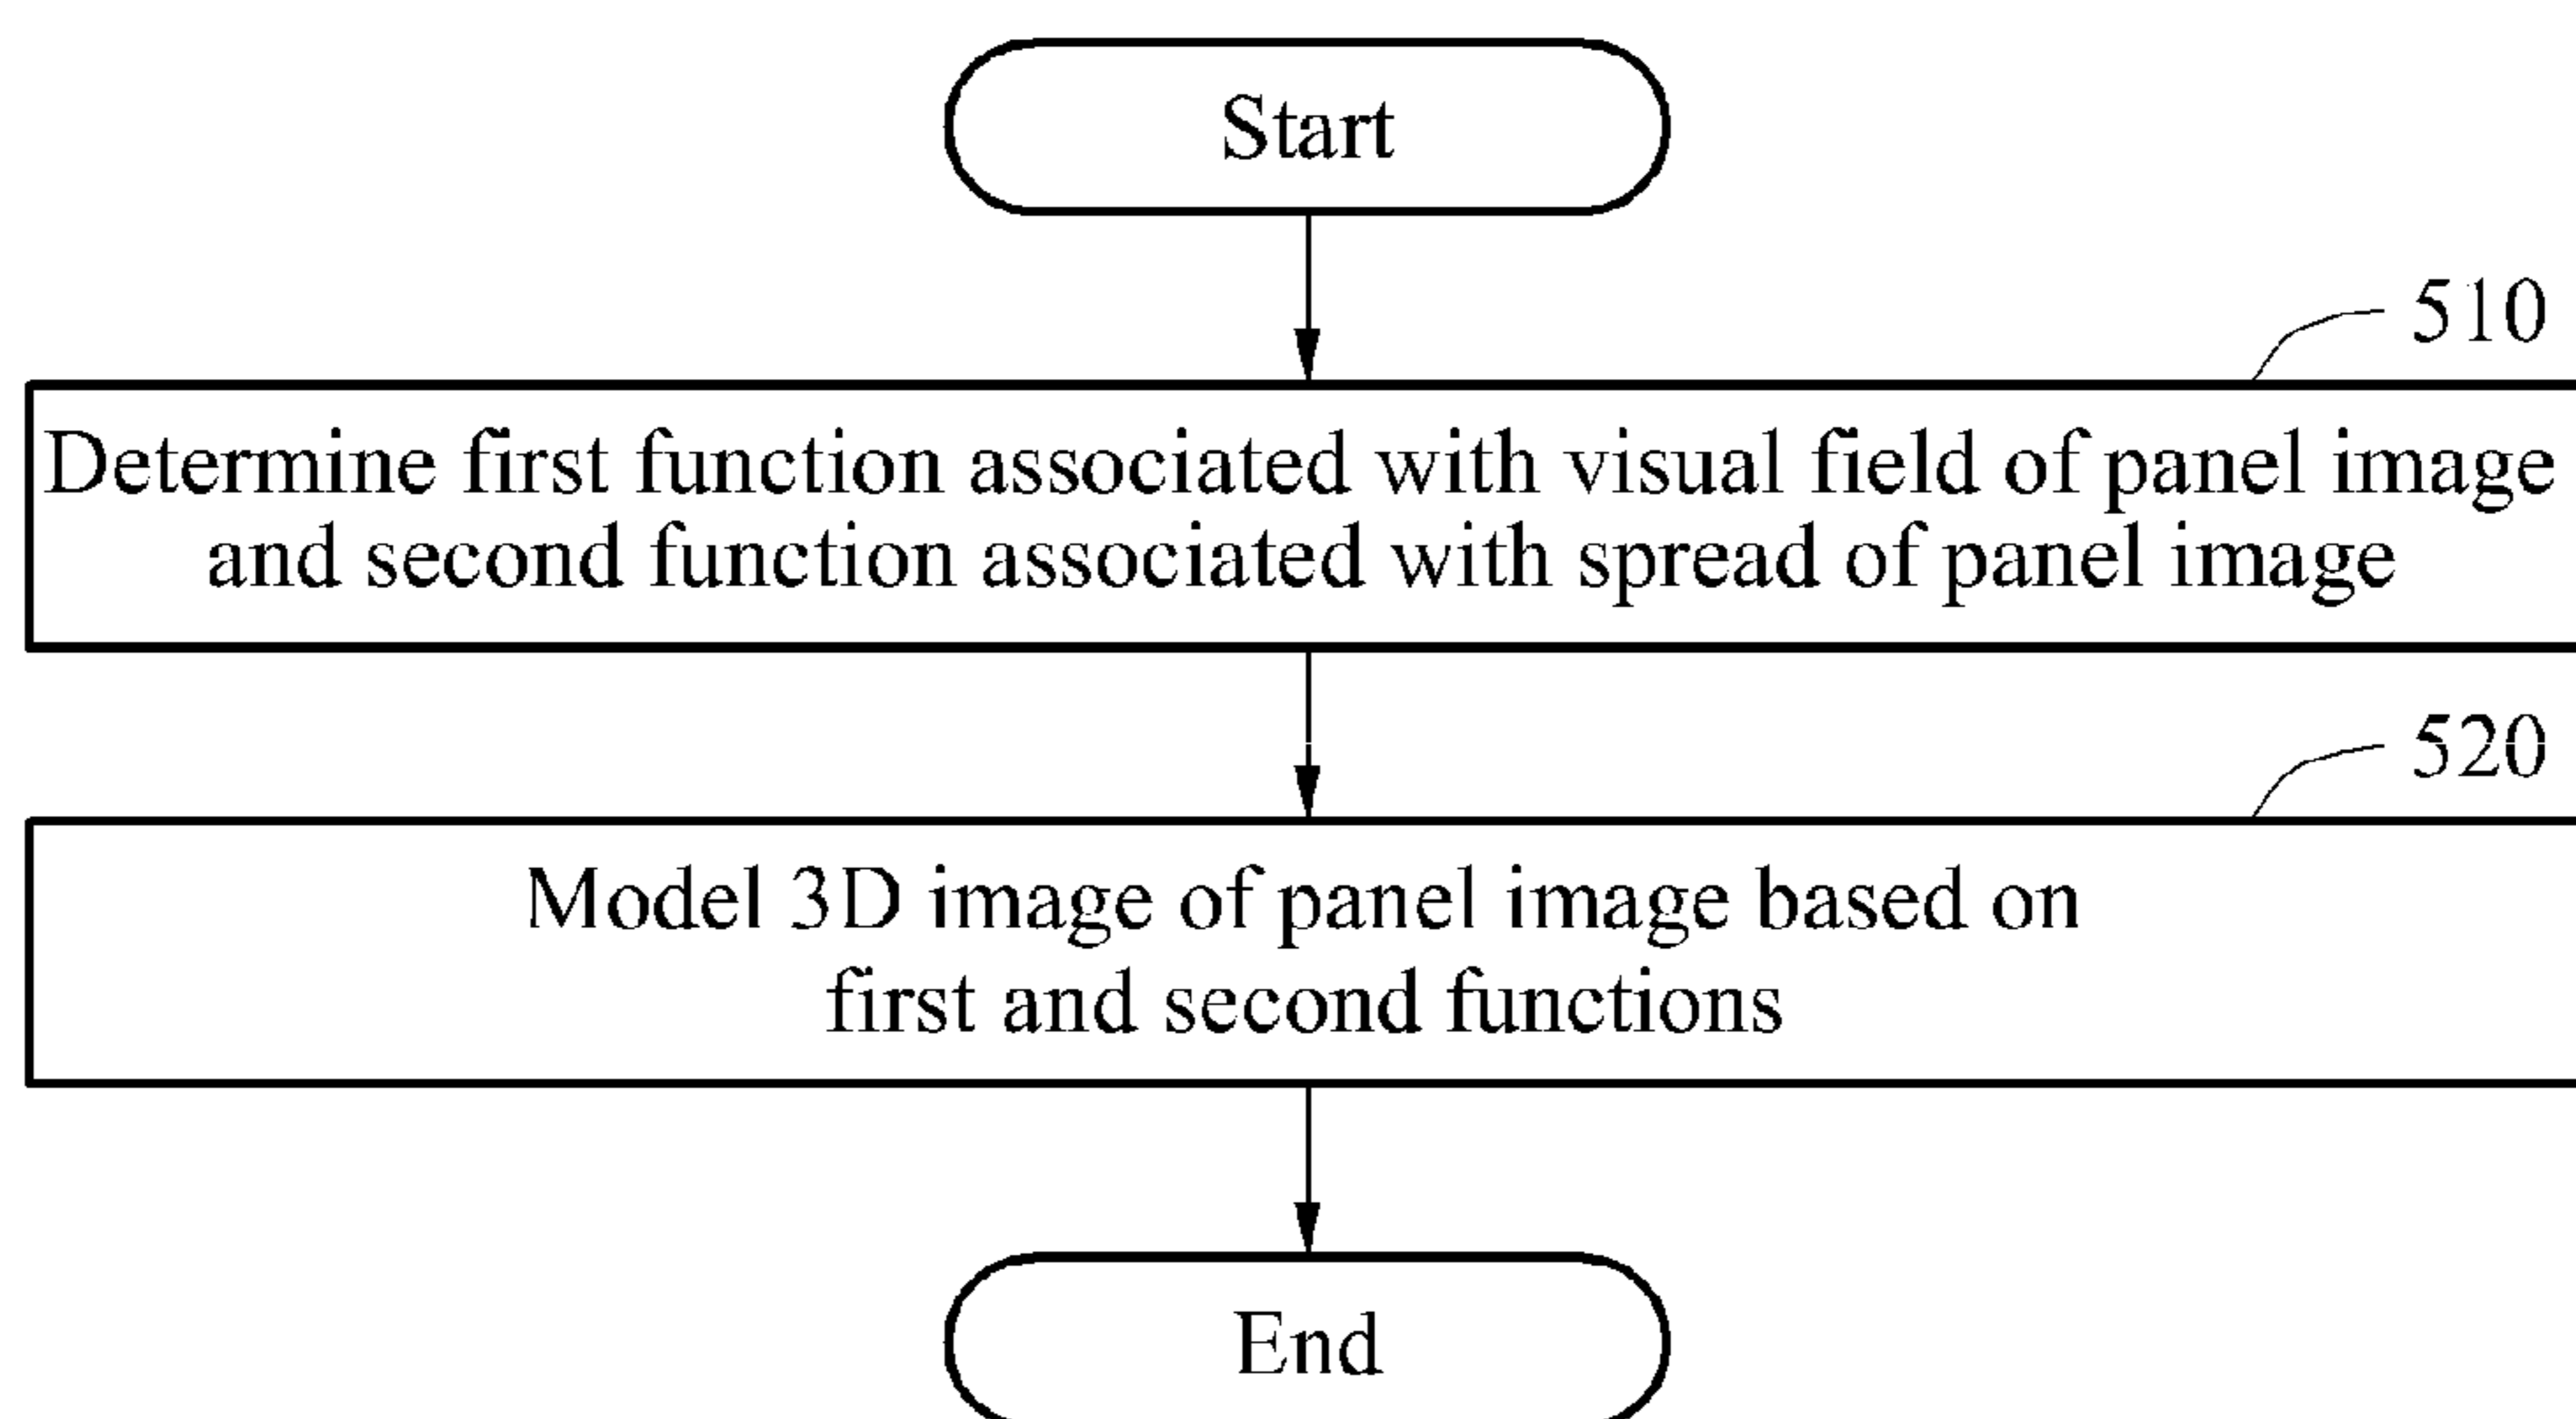 Start
510
Determine first function associated with visual field of panel image
and second function associated with spread of panel image
520
Model 3D image of panel image based on
first and second functions
End